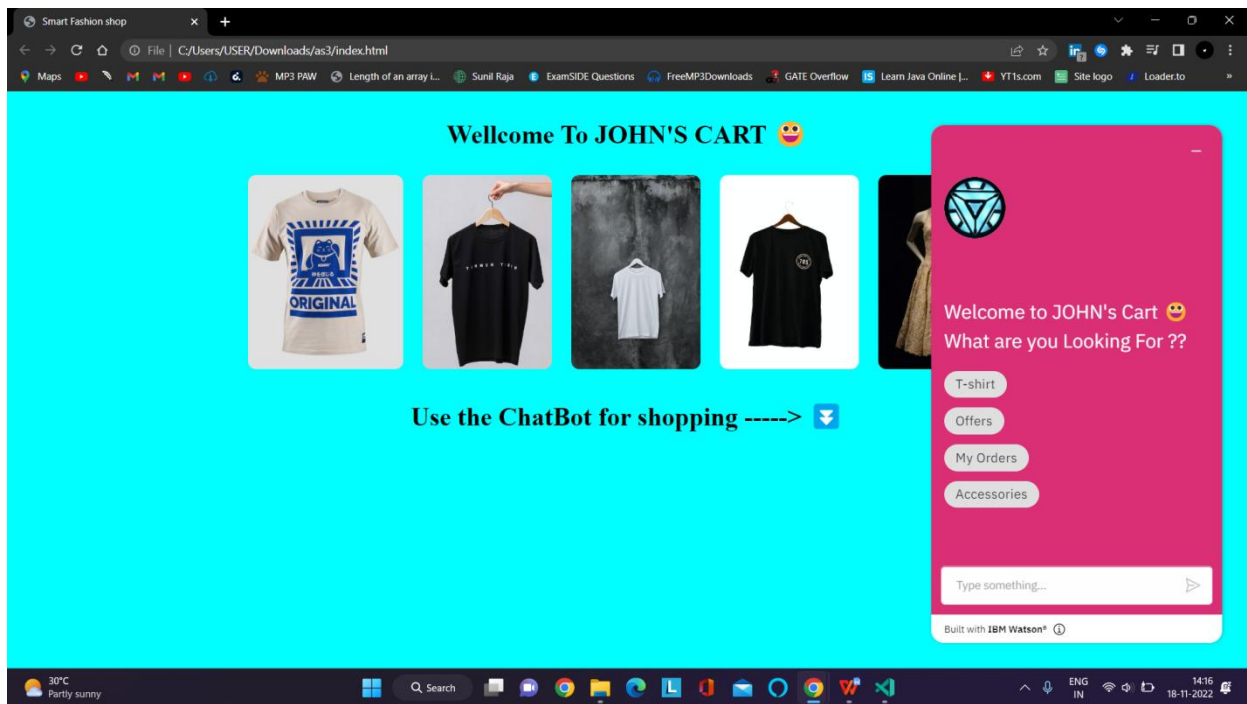 Smart Fashion shop
File | C:/Users/USER/Downloads/as3/index.html
Maps MP3 PAW Length of an array i... Sunil Raja ExamSIDE Questions FreeMP3Downloads GATE Overflow Learn Java Online |... YT1s.com Site logo Loader.to »
Wellcome To JOHN'S CART 😀
ORIGINAL
Use the ChatBot for shopping -----> ⏬
Welcome to JOHN's Cart 😀
What are you Looking For ??
T-shirt
Offers
My Orders
Accessories
Type something...
Built with IBM Watson®
30°C
Partly sunny
Search
ENG
IN
14:16
18-11-2022